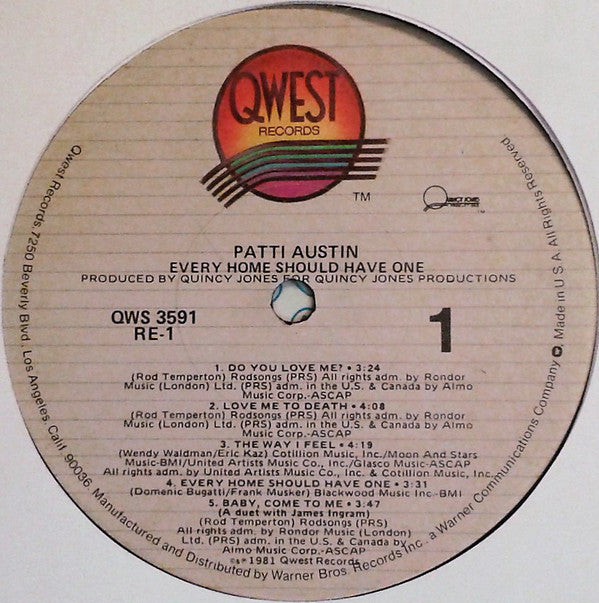 QWEST
RECORDS
TM
QUINCY JONES
TM
PATTI AUSTIN
EVERY HOME SHOULD HAVE ONE
PRODUCED BY QUINCY JONES FOR QUINCY JONES PRODUCTIONS
QWS 3591
RE-1
1
1. DO YOU LOVE ME? • 3:24
(Rod Temperton) Rodsongs (PRS) All rights adm. by Rondor
Music (London) Ltd. (PRS) adm. in the U.S. & Canada by Almo
Music Corp.-ASCAP
2. LOVE ME TO DEATH • 4:08
(Rod Temperton) Rodsongs (PRS) All rights adm. by Rondor
Music (London) Ltd. (PRS) adm. in the U.S. & Canada by Almo
Music Corp.-ASCAP
3. THE WAY I FEEL • 4:19
(Wendy Waldman/Eric Kaz) Cotillion Music, Inc./Moon And Stars
Music-BMI/United Artists Music Co., Inc./Glasco Music-ASCAP
All rights adm. by United Artists Music Co., Inc. & Cotillion Music, Inc.
4. EVERY HOME SHOULD HAVE ONE • 3:31
(Domenic Bugatti/Frank Musker) Blackwood Music Inc.-BMI
5. BABY, COME TO ME • 3:47
(A duet with James Ingram)
(Rod Temperton) Rodsongs (PRS)
All rights adm. by Rondor Music (London)
Ltd. (PRS) adm. in the U.S. & Canada by
Almo Music Corp.-ASCAP
©℗ 1981 Qwest Records
Qwest Records, 7250 Beverly Blvd., Los Angeles, Calif. 90036. Manufactured and Distributed by Warner Bros. Records Inc.- a Warner Communications Company Made in U.S.A. All Rights Reserved